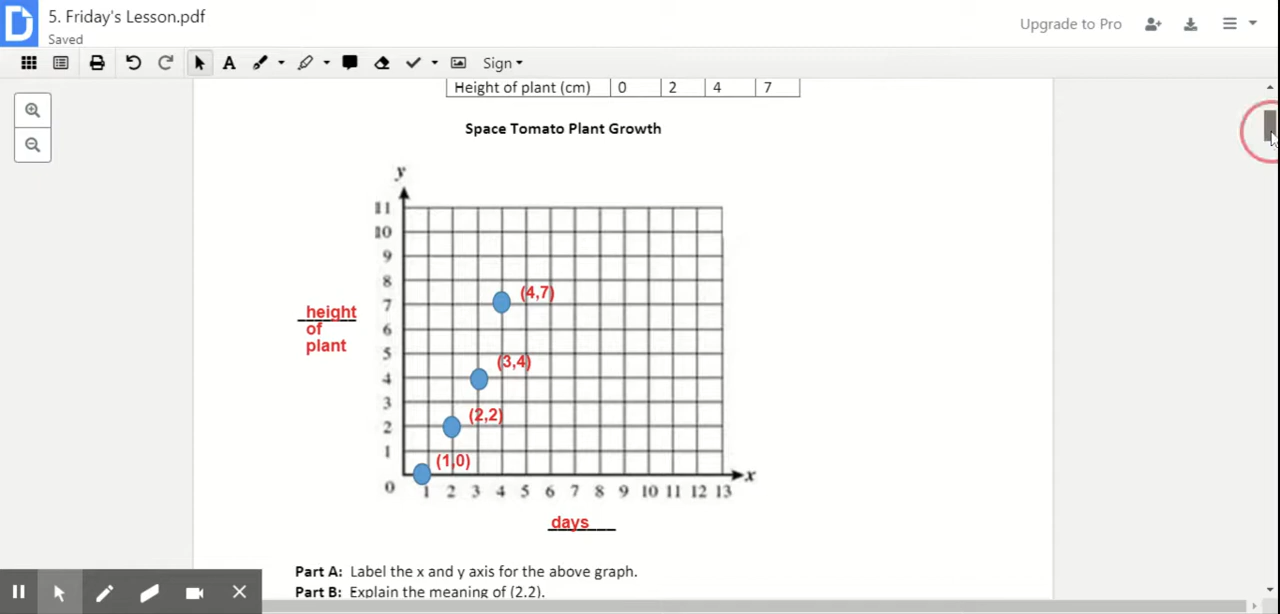 5. Friday's Lesson.pdf
Saved
Upgrade to Pro
A
Sign
Height of plant (cm) 0 2 4 7
Space Tomato Plant Growth
y
11
10
9
8
7
6
5
4
3
2
1
0
height
of
plant
(4,7)
(3,4)
(2,2)
(1,0)
1 2 3 4 5 6 7 8 9 10 11 12 13
x
days
Part A: Label the x and y axis for the above graph.
Part B: Explain the meaning of (2.2).